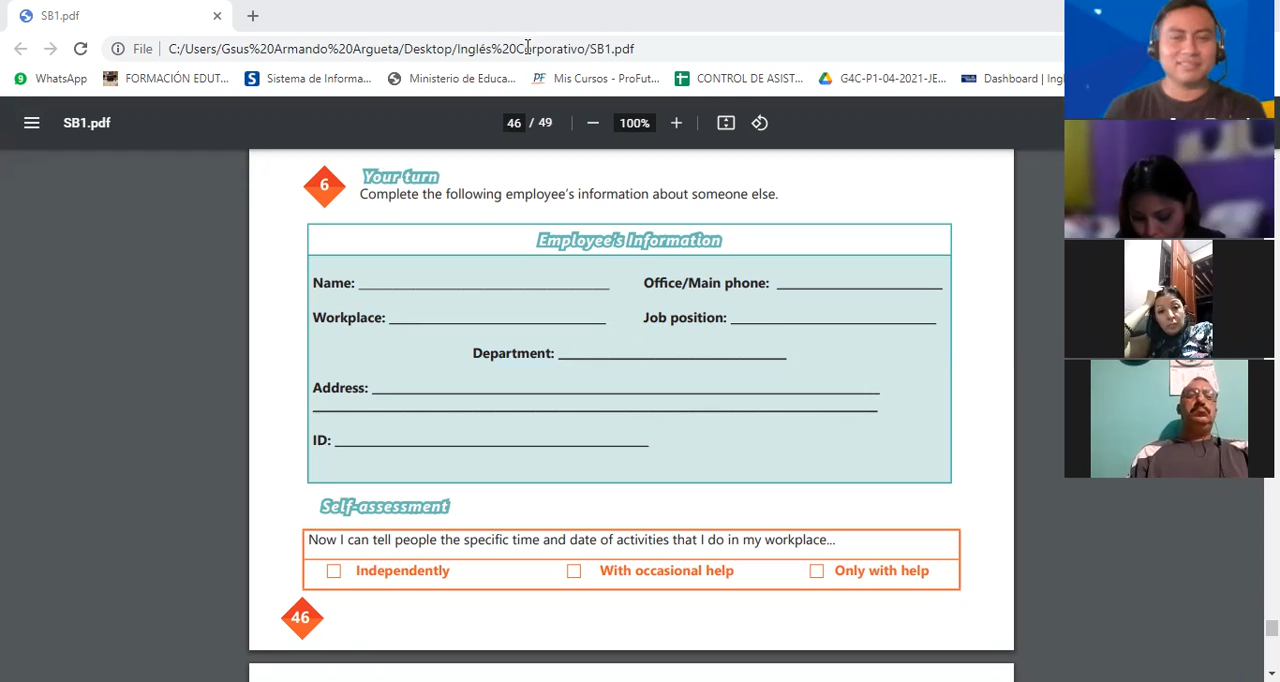 SB1.pdf
File C:/Users/Gsus%20Armando%20Argueta/Desktop/Inglés%20Corporativo/SB1.pdf
WhatsApp FORMACIÓN EDUT... Sistema de Informa... Ministerio de Educa... Mis Cursos - ProFut... CONTROL DE ASIST... G4C-P1-04-2021-JE... Dashboard | Ingl
SB1.pdf 46 / 49 100%
6 Your turn
Complete the following employee's information about someone else.
Employee's Information
Name: Office/Main phone:
Workplace: Job position:
Department:
Address:
ID:
Self-assessment
Now I can tell people the specific time and date of activities that I do in my workplace...
Independently With occasional help Only with help
46